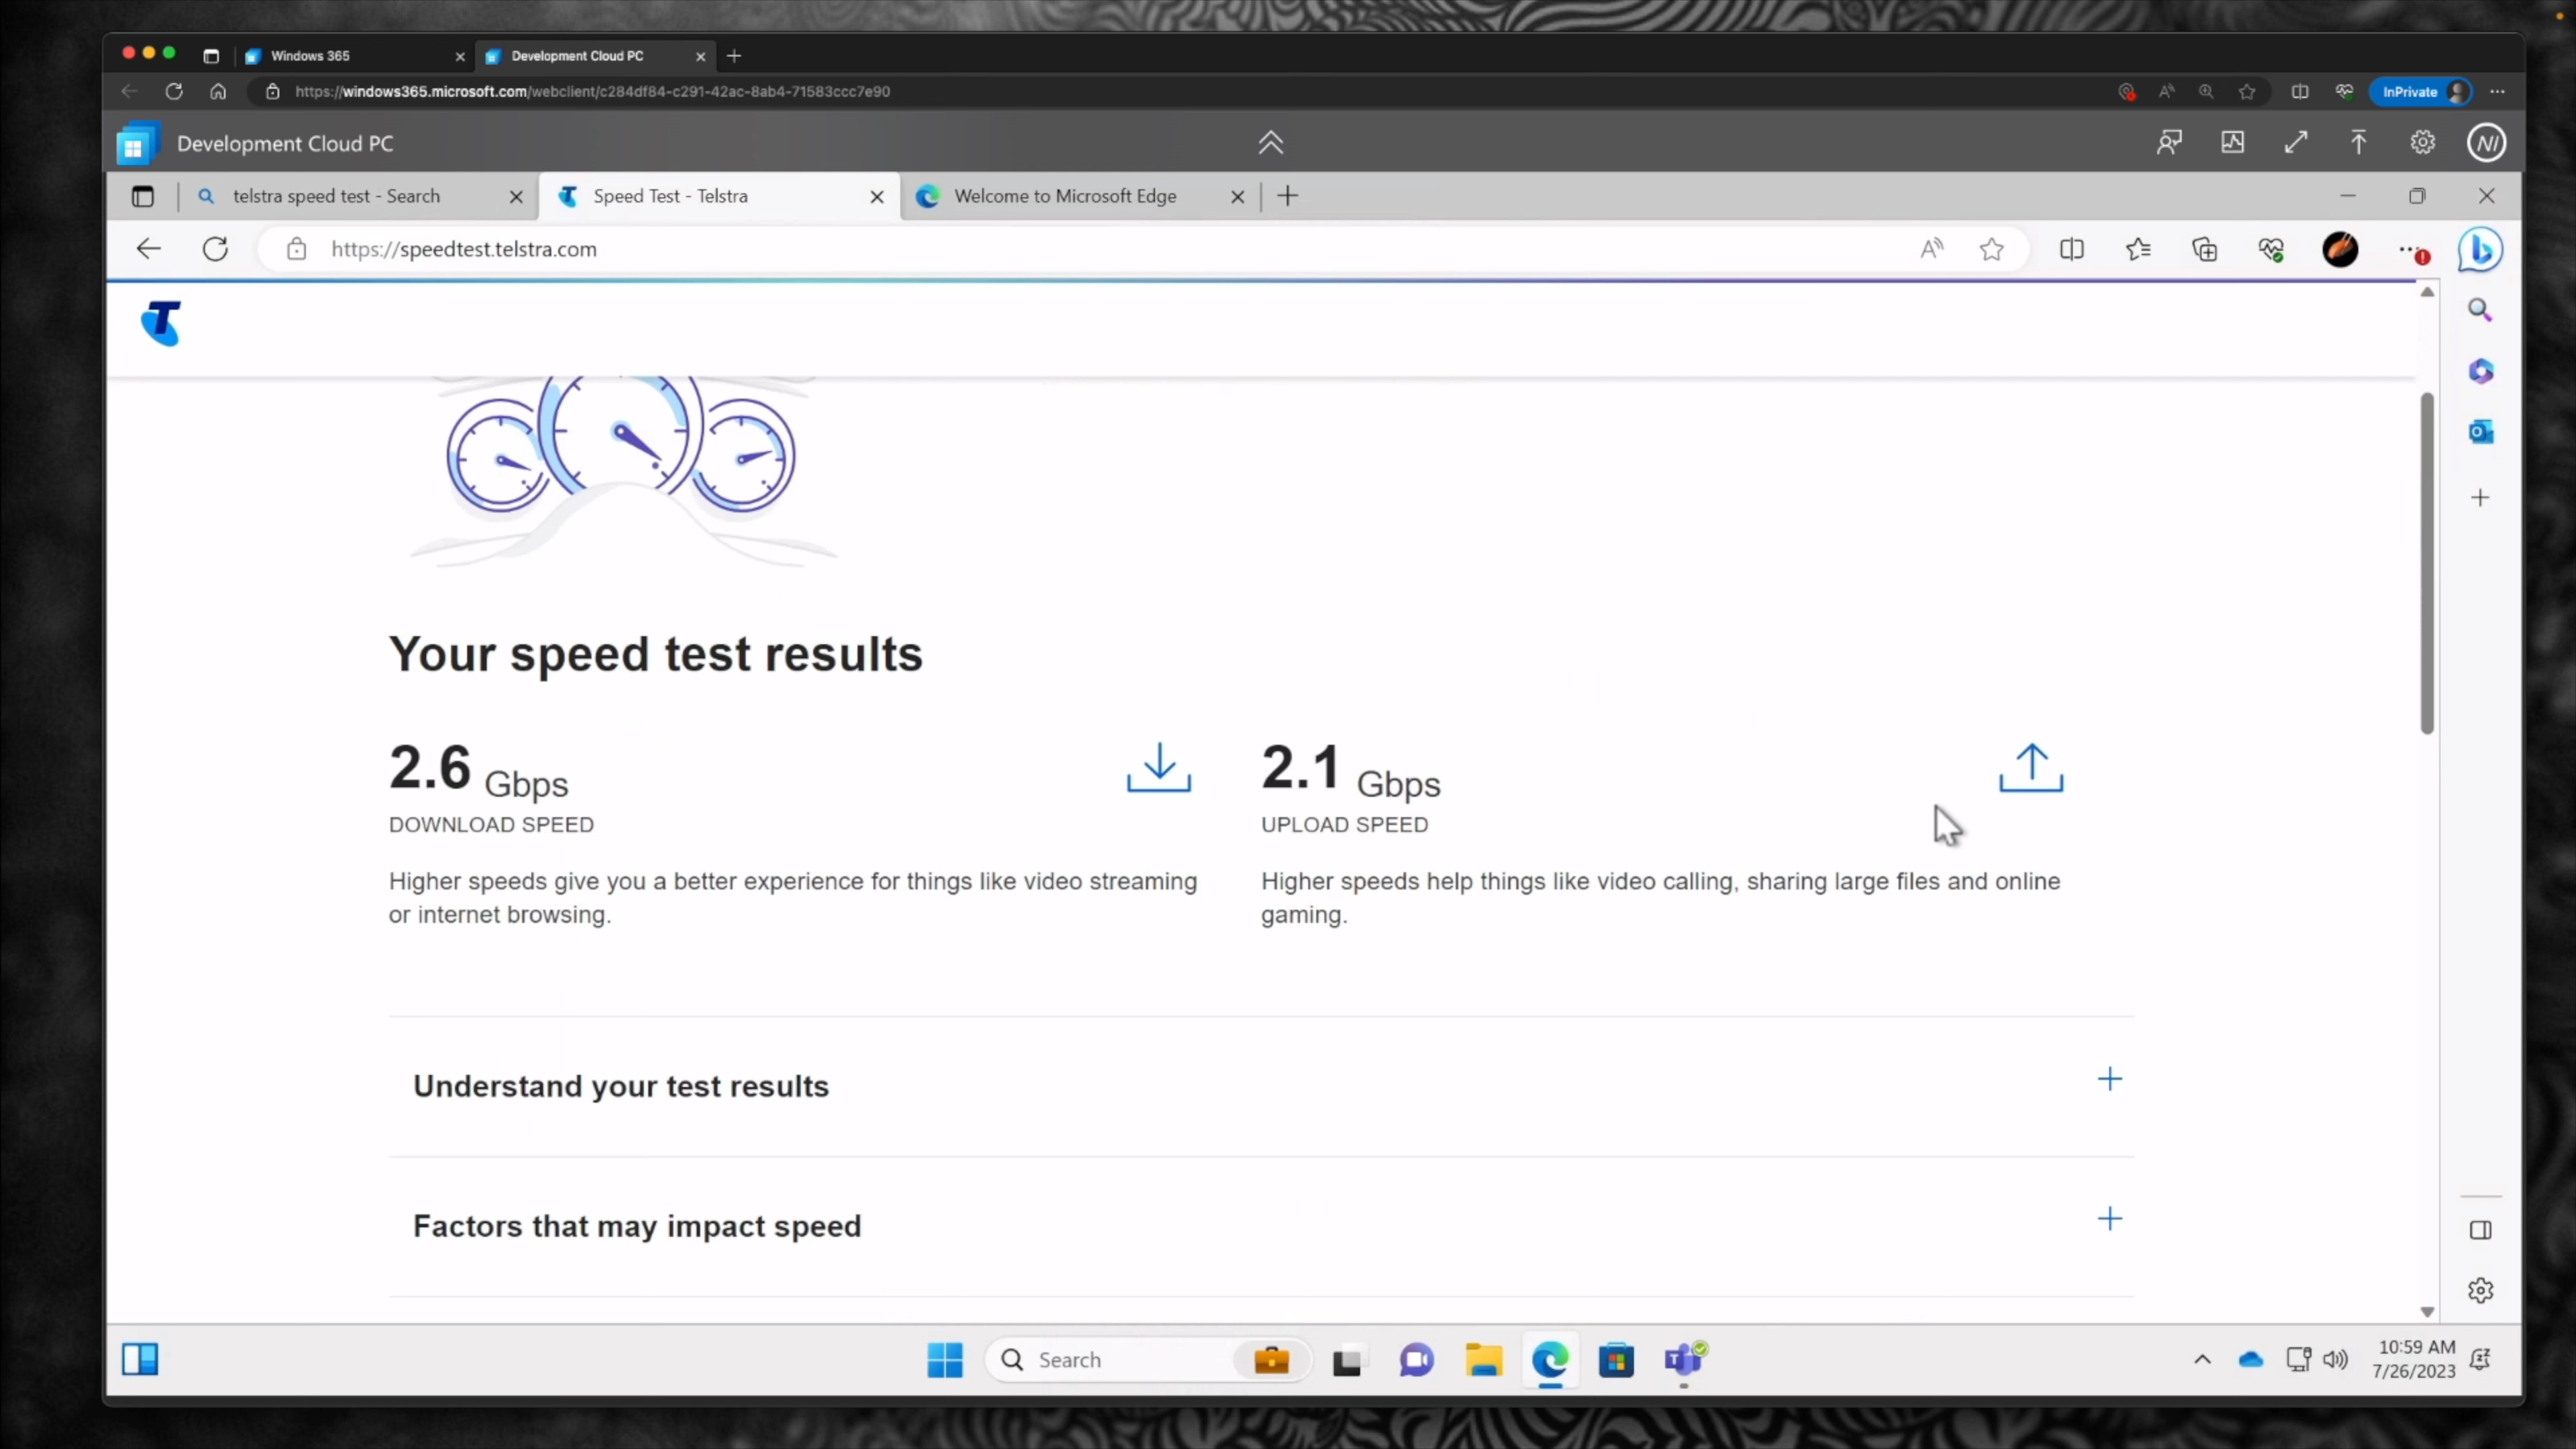 Windows 365
Development Cloud PC
https://windows365.microsoft.com/webclient/c284df84-c291-42ac-8ab4-71583ccc7e90
InPrivate
Development Cloud PC
NI
telstra speed test - Search
Speed Test - Telstra
Welcome to Microsoft Edge
https://speedtest.telstra.com
Your speed test results
2.6 Gbps
DOWNLOAD SPEED
Higher speeds give you a better experience for things like video streaming
or internet browsing.
2.1 Gbps
UPLOAD SPEED
Higher speeds help things like video calling, sharing large files and online
gaming.
Understand your test results
Factors that may impact speed
Search
10:59 AM
7/26/2023